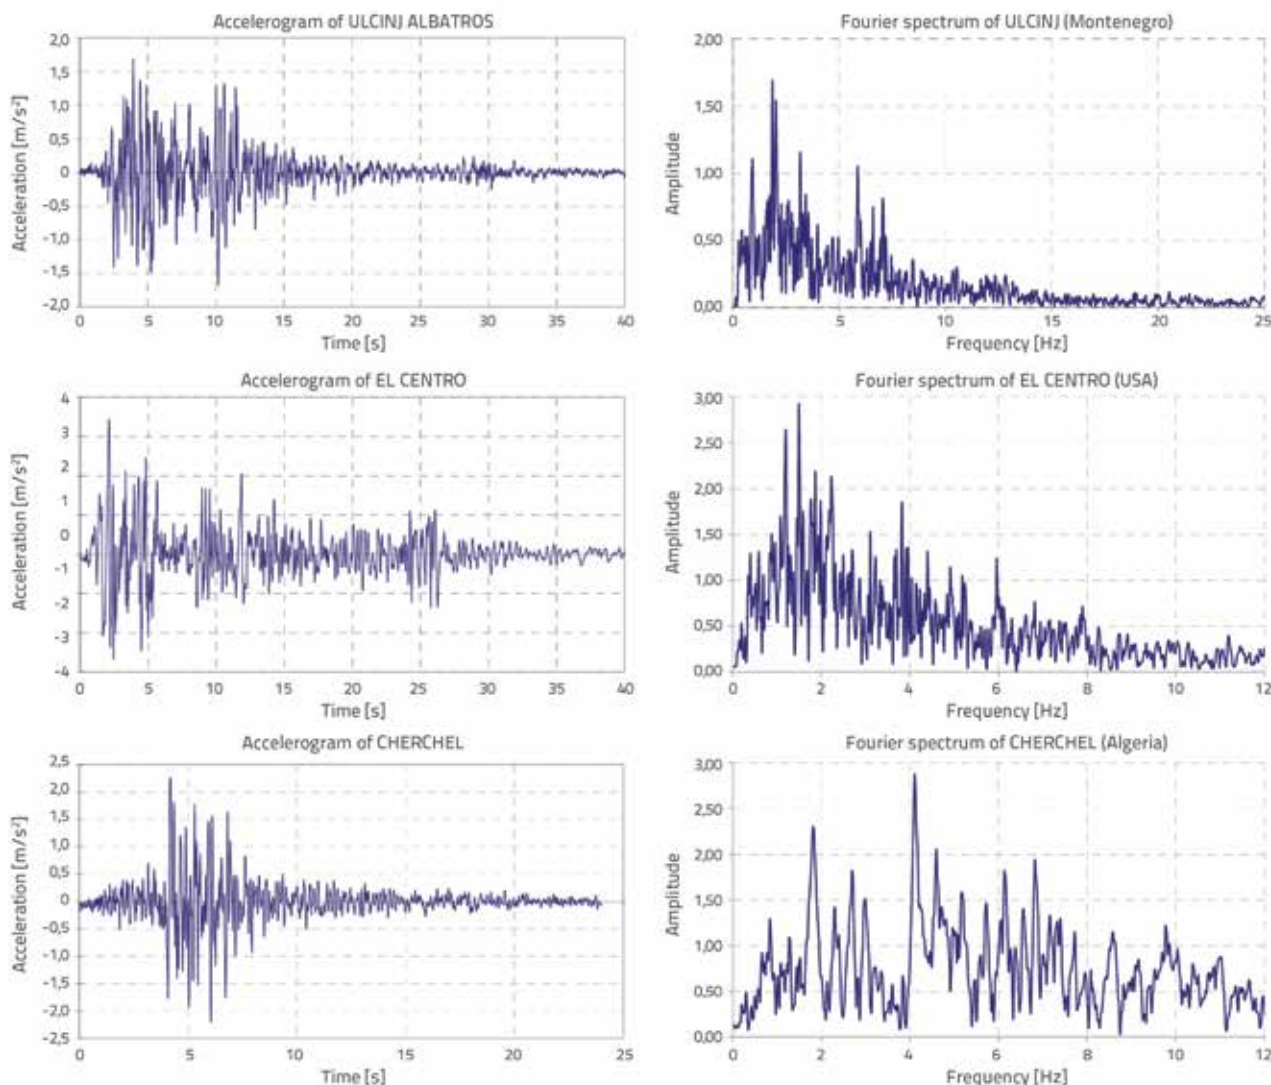 Accelerogram of ULCINJ ALBATROS
2,0
1,5
1,0
0,5
0
-0,5
-1,0
-1,5
-2,0
Acceleration [m/s²]
0 5 10 15 20 25 30 35 40
Time [s]
Fourier spectrum of ULCINJ (Montenegro)
2,00
1,50
1,00
0,50
0,00
Amplitude
0 5 10 15 20 25
Frequency [Hz]
Accelerogram of EL CENTRO
4
3
2
1
0
-1
-2
-3
-4
Acceleration [m/s²]
0 5 10 15 20 25 30 35 40
Time [s]
Fourier spectrum of EL CENTRO (USA)
3,00
2,50
2,00
1,50
1,00
0,50
0,00
Amplitude
0 2 4 6 8 10 12
Frequency [Hz]
Accelerogram of CHERCHEL
2,5
2,0
1,5
1,0
0,5
0
-0,5
-1,0
-1,5
-2,0
-2,5
Acceleration [m/s²]
0 5 10 15 20 25
Time [s]
Fourier spectrum of CHERCHEL (Algeria)
3,00
2,50
2,00
1,50
1,00
0,50
0,00
Amplitude
0 2 4 6 8 10 12
Frequency [Hz]